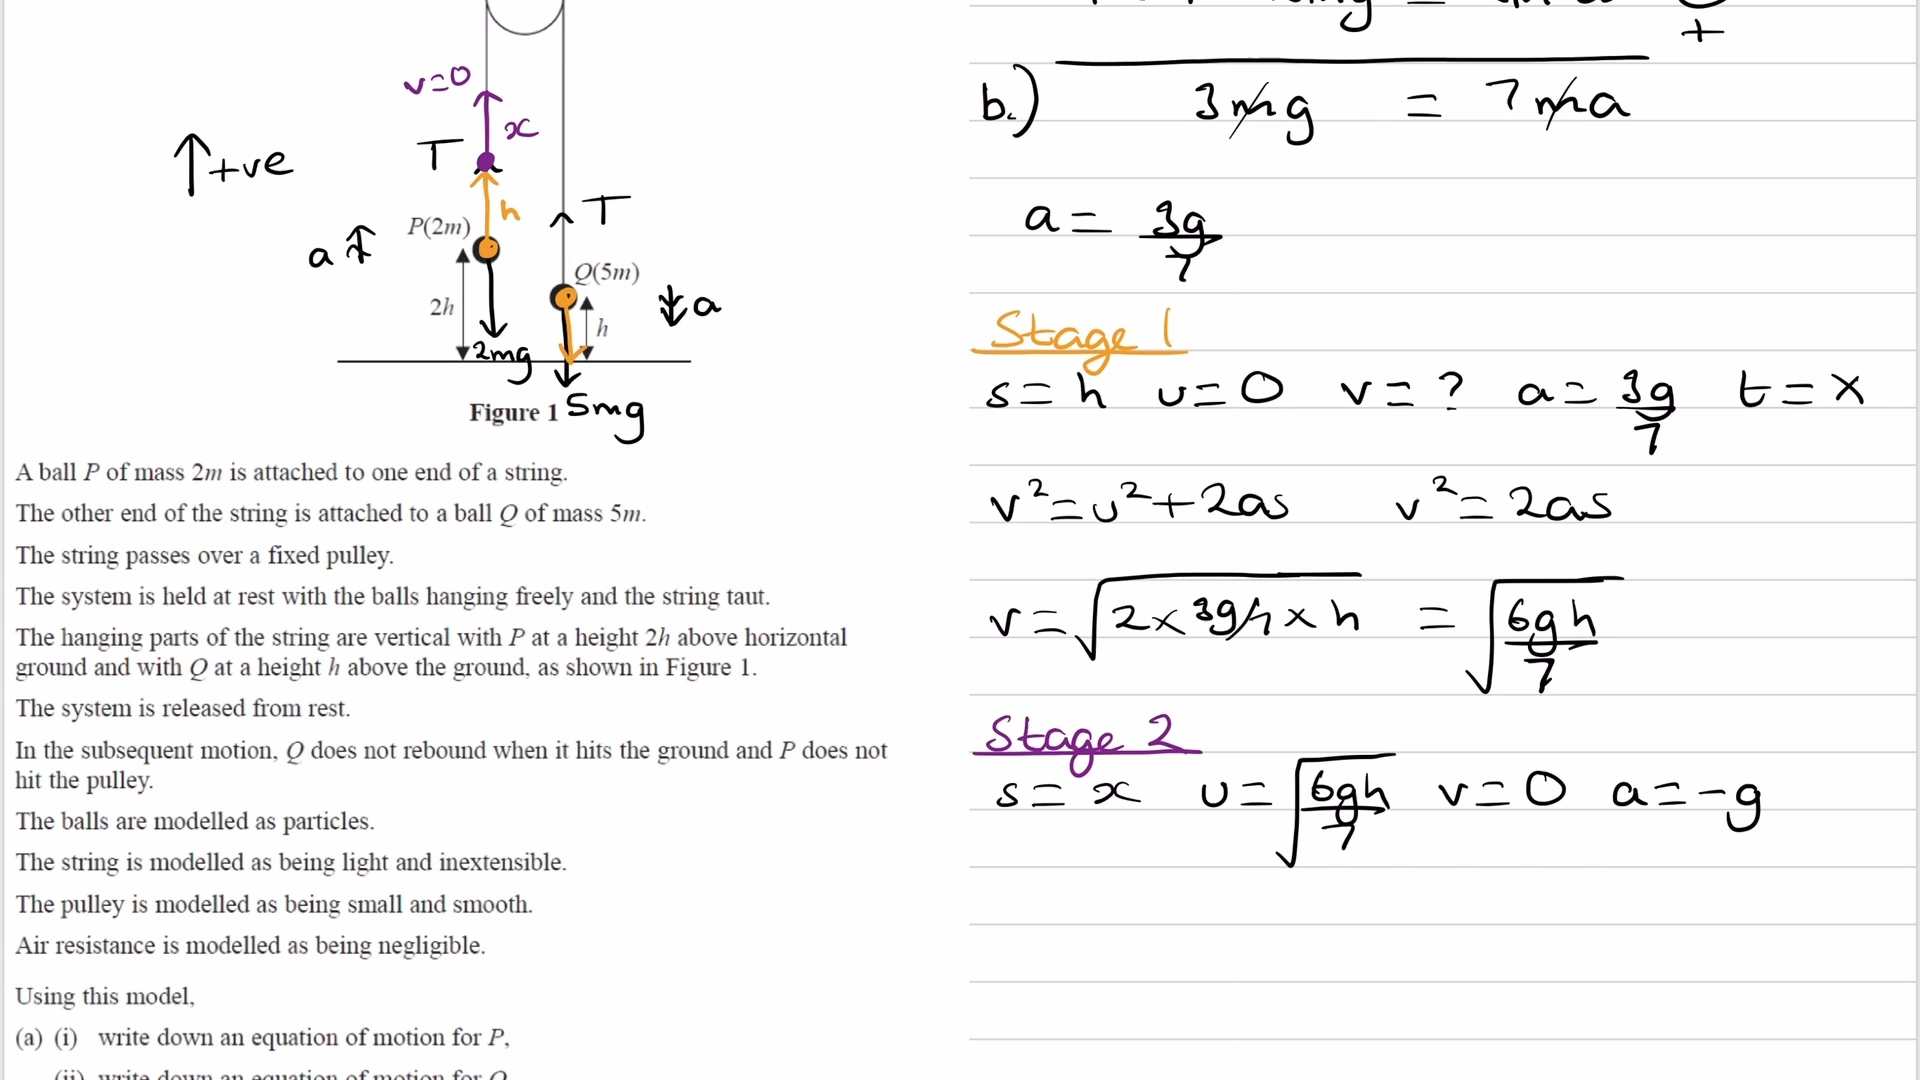 v=0
x
T
↑+ve
h
T
P(2m)
a
Q(5m)
a
2h
h
2mg
Figure 1
5mg
A ball P of mass 2m is attached to one end of a string.
The other end of the string is attached to a ball Q of mass 5m.
The string passes over a fixed pulley.
The system is held at rest with the balls hanging freely and the string taut.
The hanging parts of the string are vertical with P at a height 2h above horizontal
ground and with Q at a height h above the ground, as shown in Figure 1.
The system is released from rest.
In the subsequent motion, Q does not rebound when it hits the ground and P does not
hit the pulley.
The balls are modelled as particles.
The string is modelled as being light and inextensible.
The pulley is modelled as being small and smooth.
Air resistance is modelled as being negligible.
Using this model,
(a) (i) write down an equation of motion for P,
(ii) write down an equation of motion for Q
+
b.) 3mg = 7ma
a = 3g/7
Stage 1
s = h u = 0 v = ? a = 3g/7 t = x
v² = u² + 2as v² = 2as
v = √(2 × 3g/7 × h) = √(6gh/7)
Stage 2
s = x u = √(6gh/7) v = 0 a = -g